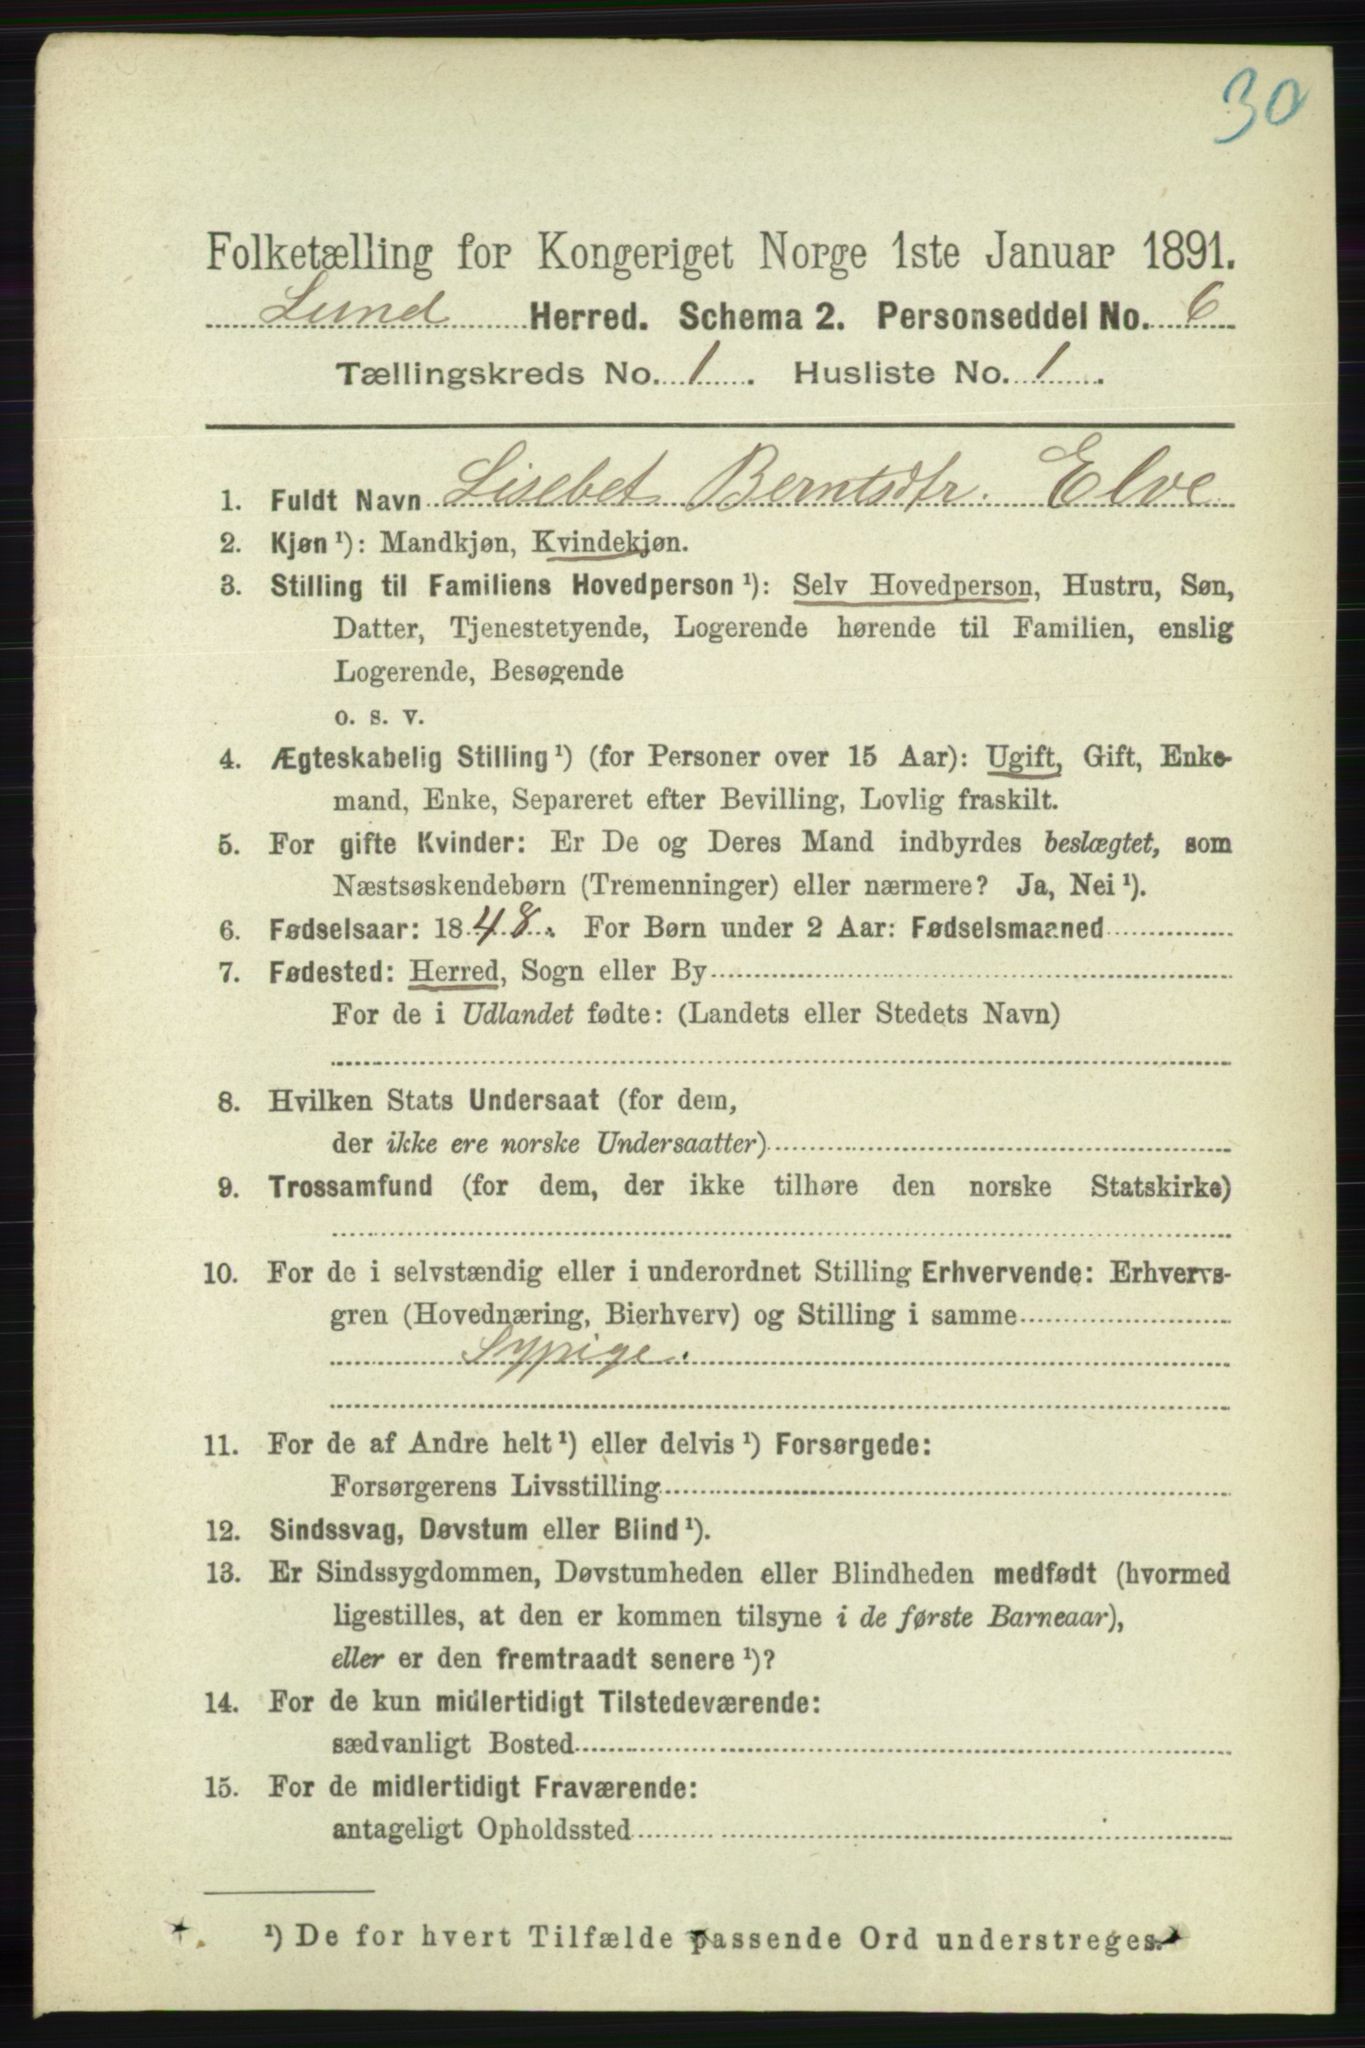 30
Folketælling for Kongeriget Norge 1ste Januar 1891.
Lund Herred. Schema 2. Personseddel No. 6
Tællingskreds No. 1. Husliste No. 1.
1. Fuldt Navn Lisebet Berntsdtr. Elve
2. Kjøn ¹): Mandkjøn, Kvindekjøn.
3. Stilling til Familiens Hovedperson ¹): Selv Hovedperson, Hustru, Søn,
Datter, Tjenestetyende, Logerende hørende til Familien, enslig
Logerende, Besøgende
o. s. v.
4. Ægteskabelig Stilling ¹) (for Personer over 15 Aar): Ugift, Gift, Enke-
mand, Enke, Separeret efter Bevilling, Lovlig fraskilt.
5. For gifte Kvinder: Er De og Deres Mand indbyrdes beslægtet, som
Næstsøskendebørn (Tremenninger) eller nærmere? Ja, Nei ¹).
6. Fødselsaar: 1848. For Børn under 2 Aar: Fødselsmaaned
7. Fødested: Herred, Sogn eller By
For de i Udlandet fødte: (Landets eller Stedets Navn)
8. Hvilken Stats Undersaat (for dem,
der ikke ere norske Undersaatter)
9. Trossamfund (for dem, der ikke tilhøre den norske Statskirke)
10. For de i selvstændig eller i underordnet Stilling Erhvervende: Erhvervs-
gren (Hovednæring, Bierhverv) og Stilling i samme
Sypige.
11. For de af Andre helt ¹) eller delvis ¹) Forsørgede:
Forsørgerens Livsstilling
12. Sindssvag, Døvstum eller Blind ¹).
13. Er Sindssygdommen, Døvstumheden eller Blindheden medfødt (hvormed
ligestilles, at den er kommen tilsyne i de første Barneaar),
eller er den fremtraadt senere ¹)?
14. For de kun midlertidigt Tilstedeværende:
sædvanligt Bosted
15. For de midlertidigt Fraværende:
antageligt Opholdssted
¹) De for hvert Tilfælde passende Ord understreges.